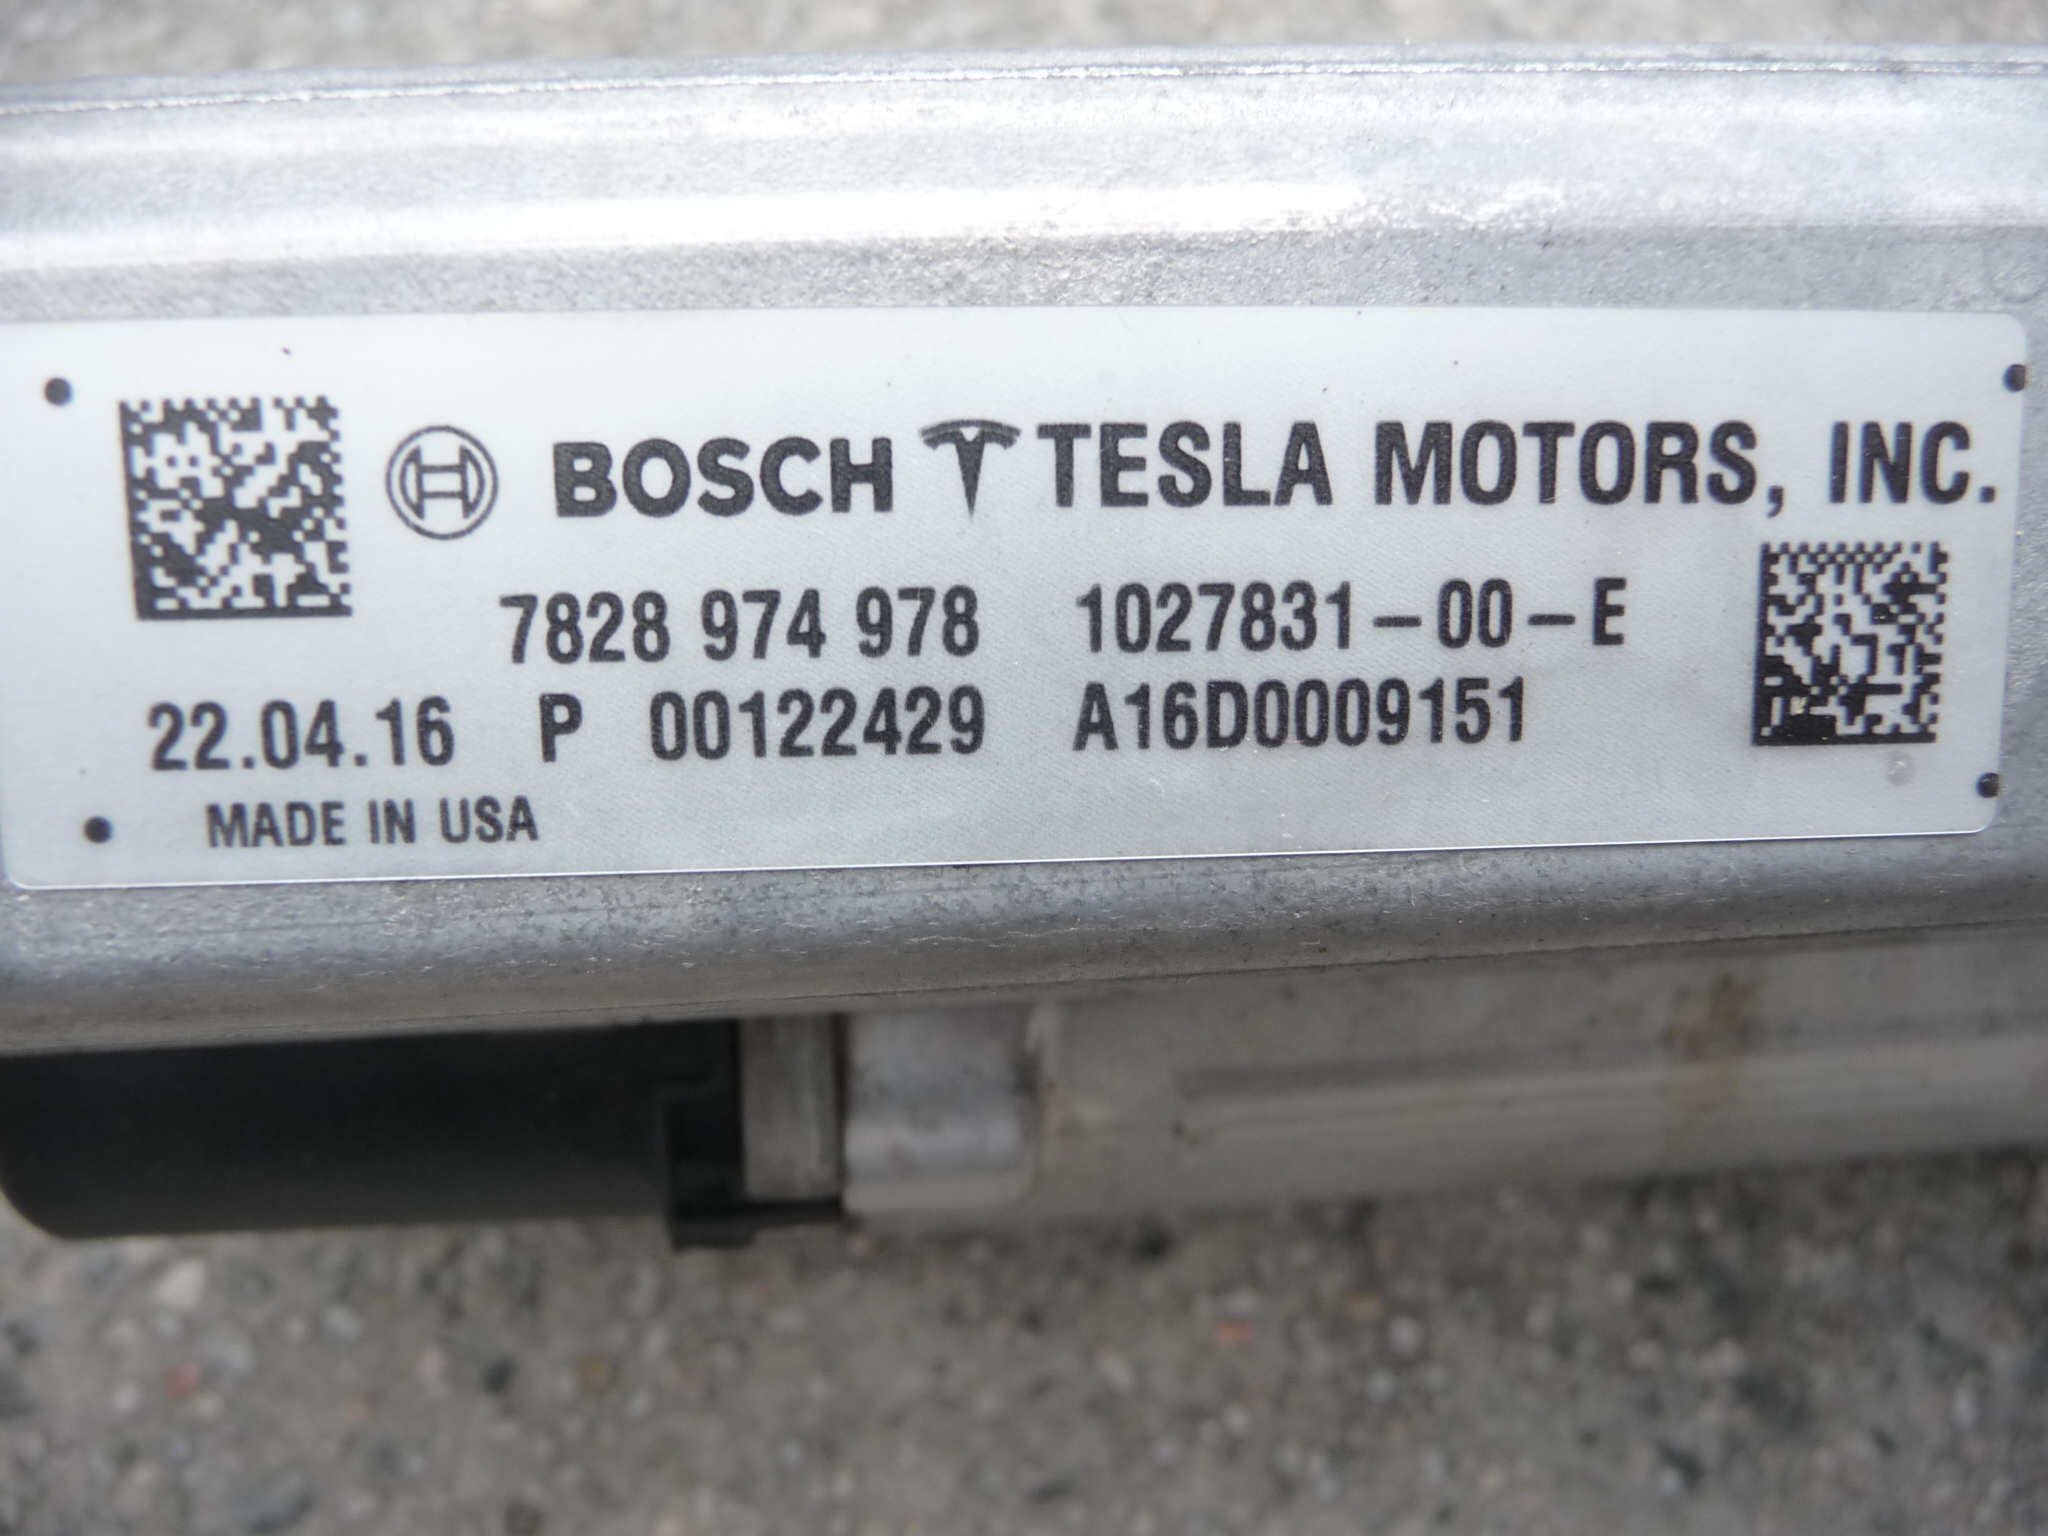 BOSCH TESLA MOTORS, INC.
7828 974 978 1027831-00-E
22.04.16 P 00122429 A16D0009151
MADE IN USA